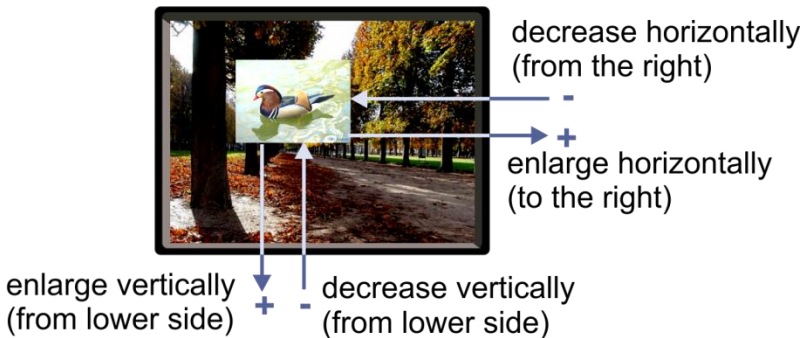 decrease horizontally
(from the right)
-
+
enlarge horizontally
(to the right)
enlarge vertically
(from lower side)
+ -
decrease vertically
(from lower side)